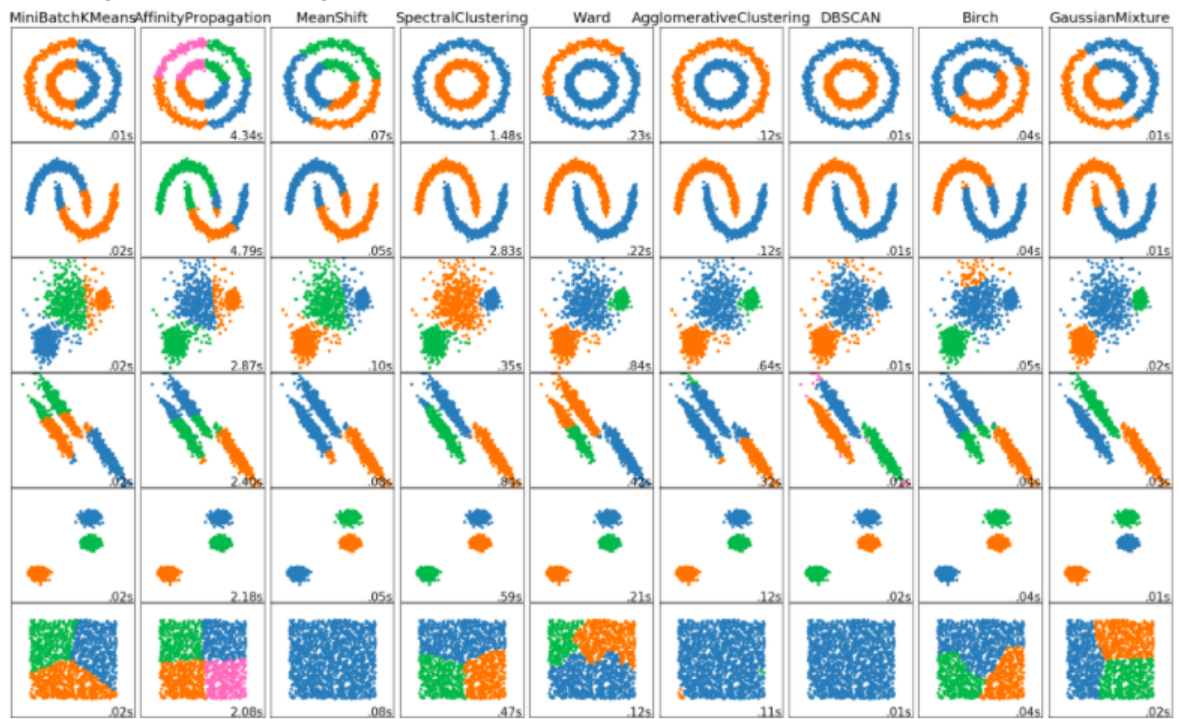 MiniBatchKMeans AffinityPropagation MeanShift SpectralClustering Ward AgglomerativeClustering DBSCAN Birch GaussianMixture
.01s 4.34s .07s 1.48s .23s .12s .01s .04s .01s
.02s 4.79s .05s 2.83s .22s .12s .01s .04s .01s
.02s 2.87s .10s .35s .84s .64s .01s .05s .02s
.02s 2.40s .03s
.02s 2.18s .05s .59s .21s .12s .02s .04s .01s
.02s 2.08s .08s .47s .12s .11s .01s .04s .02s